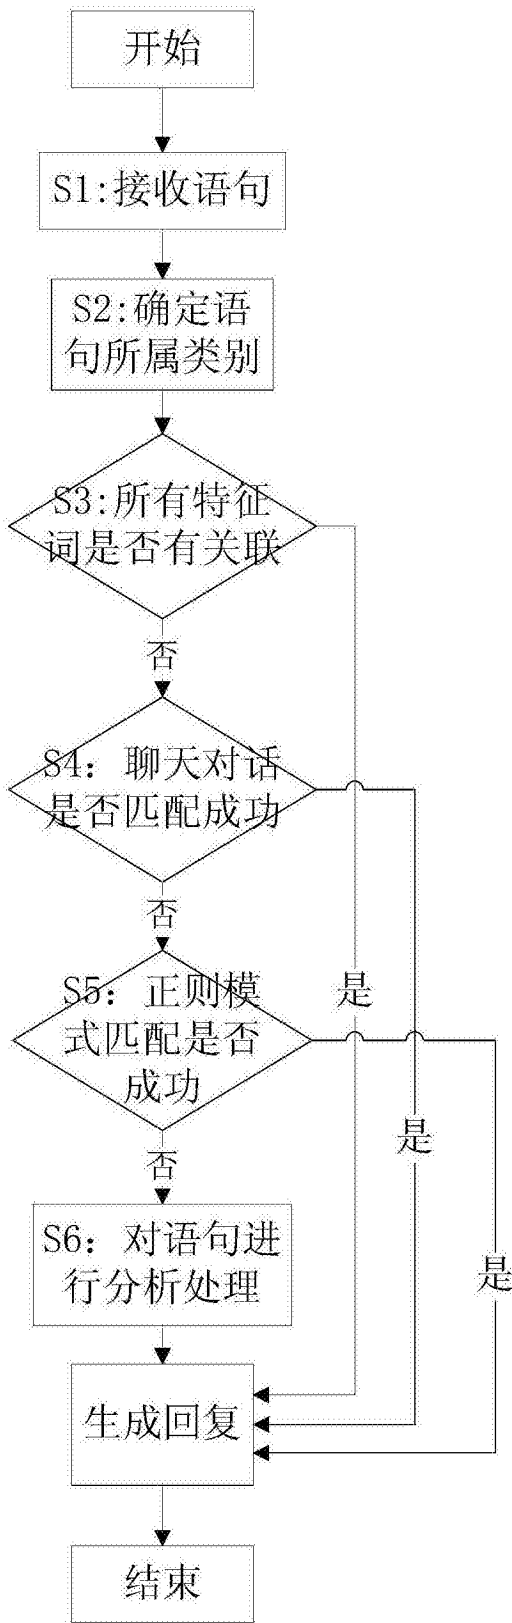 开始
S1:接收语句
S2:确定语
句所属类别
S3:所有特征
词是否有关联
否
S4：聊天对话
是否匹配成功
否
S5：正则模
式匹配是否
成功
是
是
否
S6：对语句进
行分析处理
是
生成回复
结束